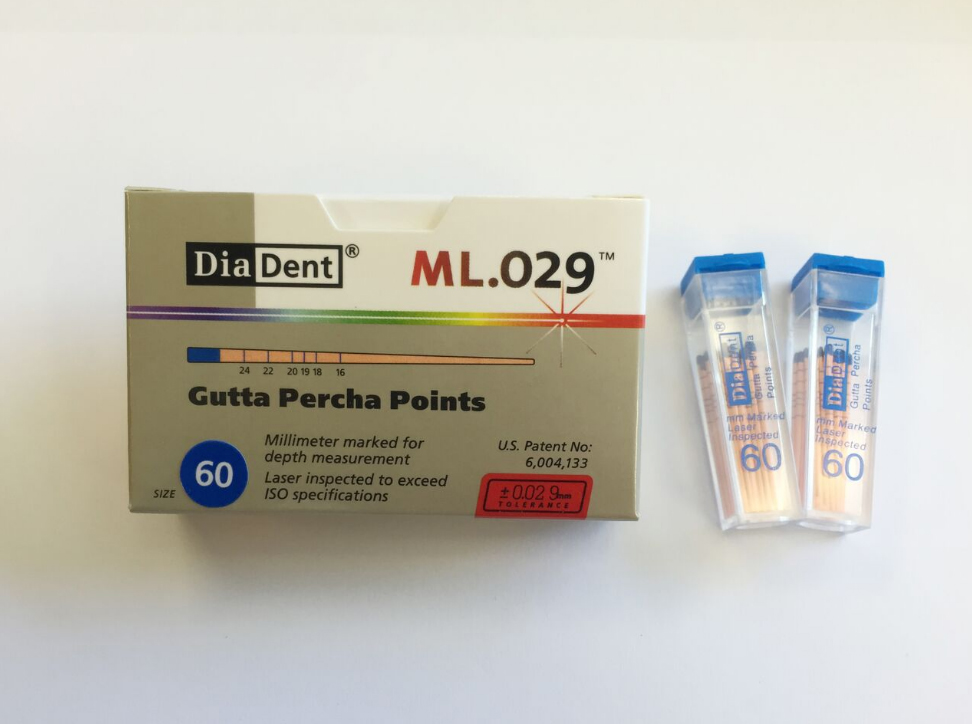 DiaDent®
ML.029™
24 22 20 19 18 16
Gutta Percha Points
60
SIZE
Millimeter marked for
depth measurement
Laser inspected to exceed
ISO specifications
U.S. Patent No:
6,004,133
±0.029mm
TOLERANCE
DiaDent®
Gutta Percha
Points
mm Marked
Laser
Inspected
60
DiaDent®
Gutta Percha
Points
mm Marked
Laser
Inspected
60